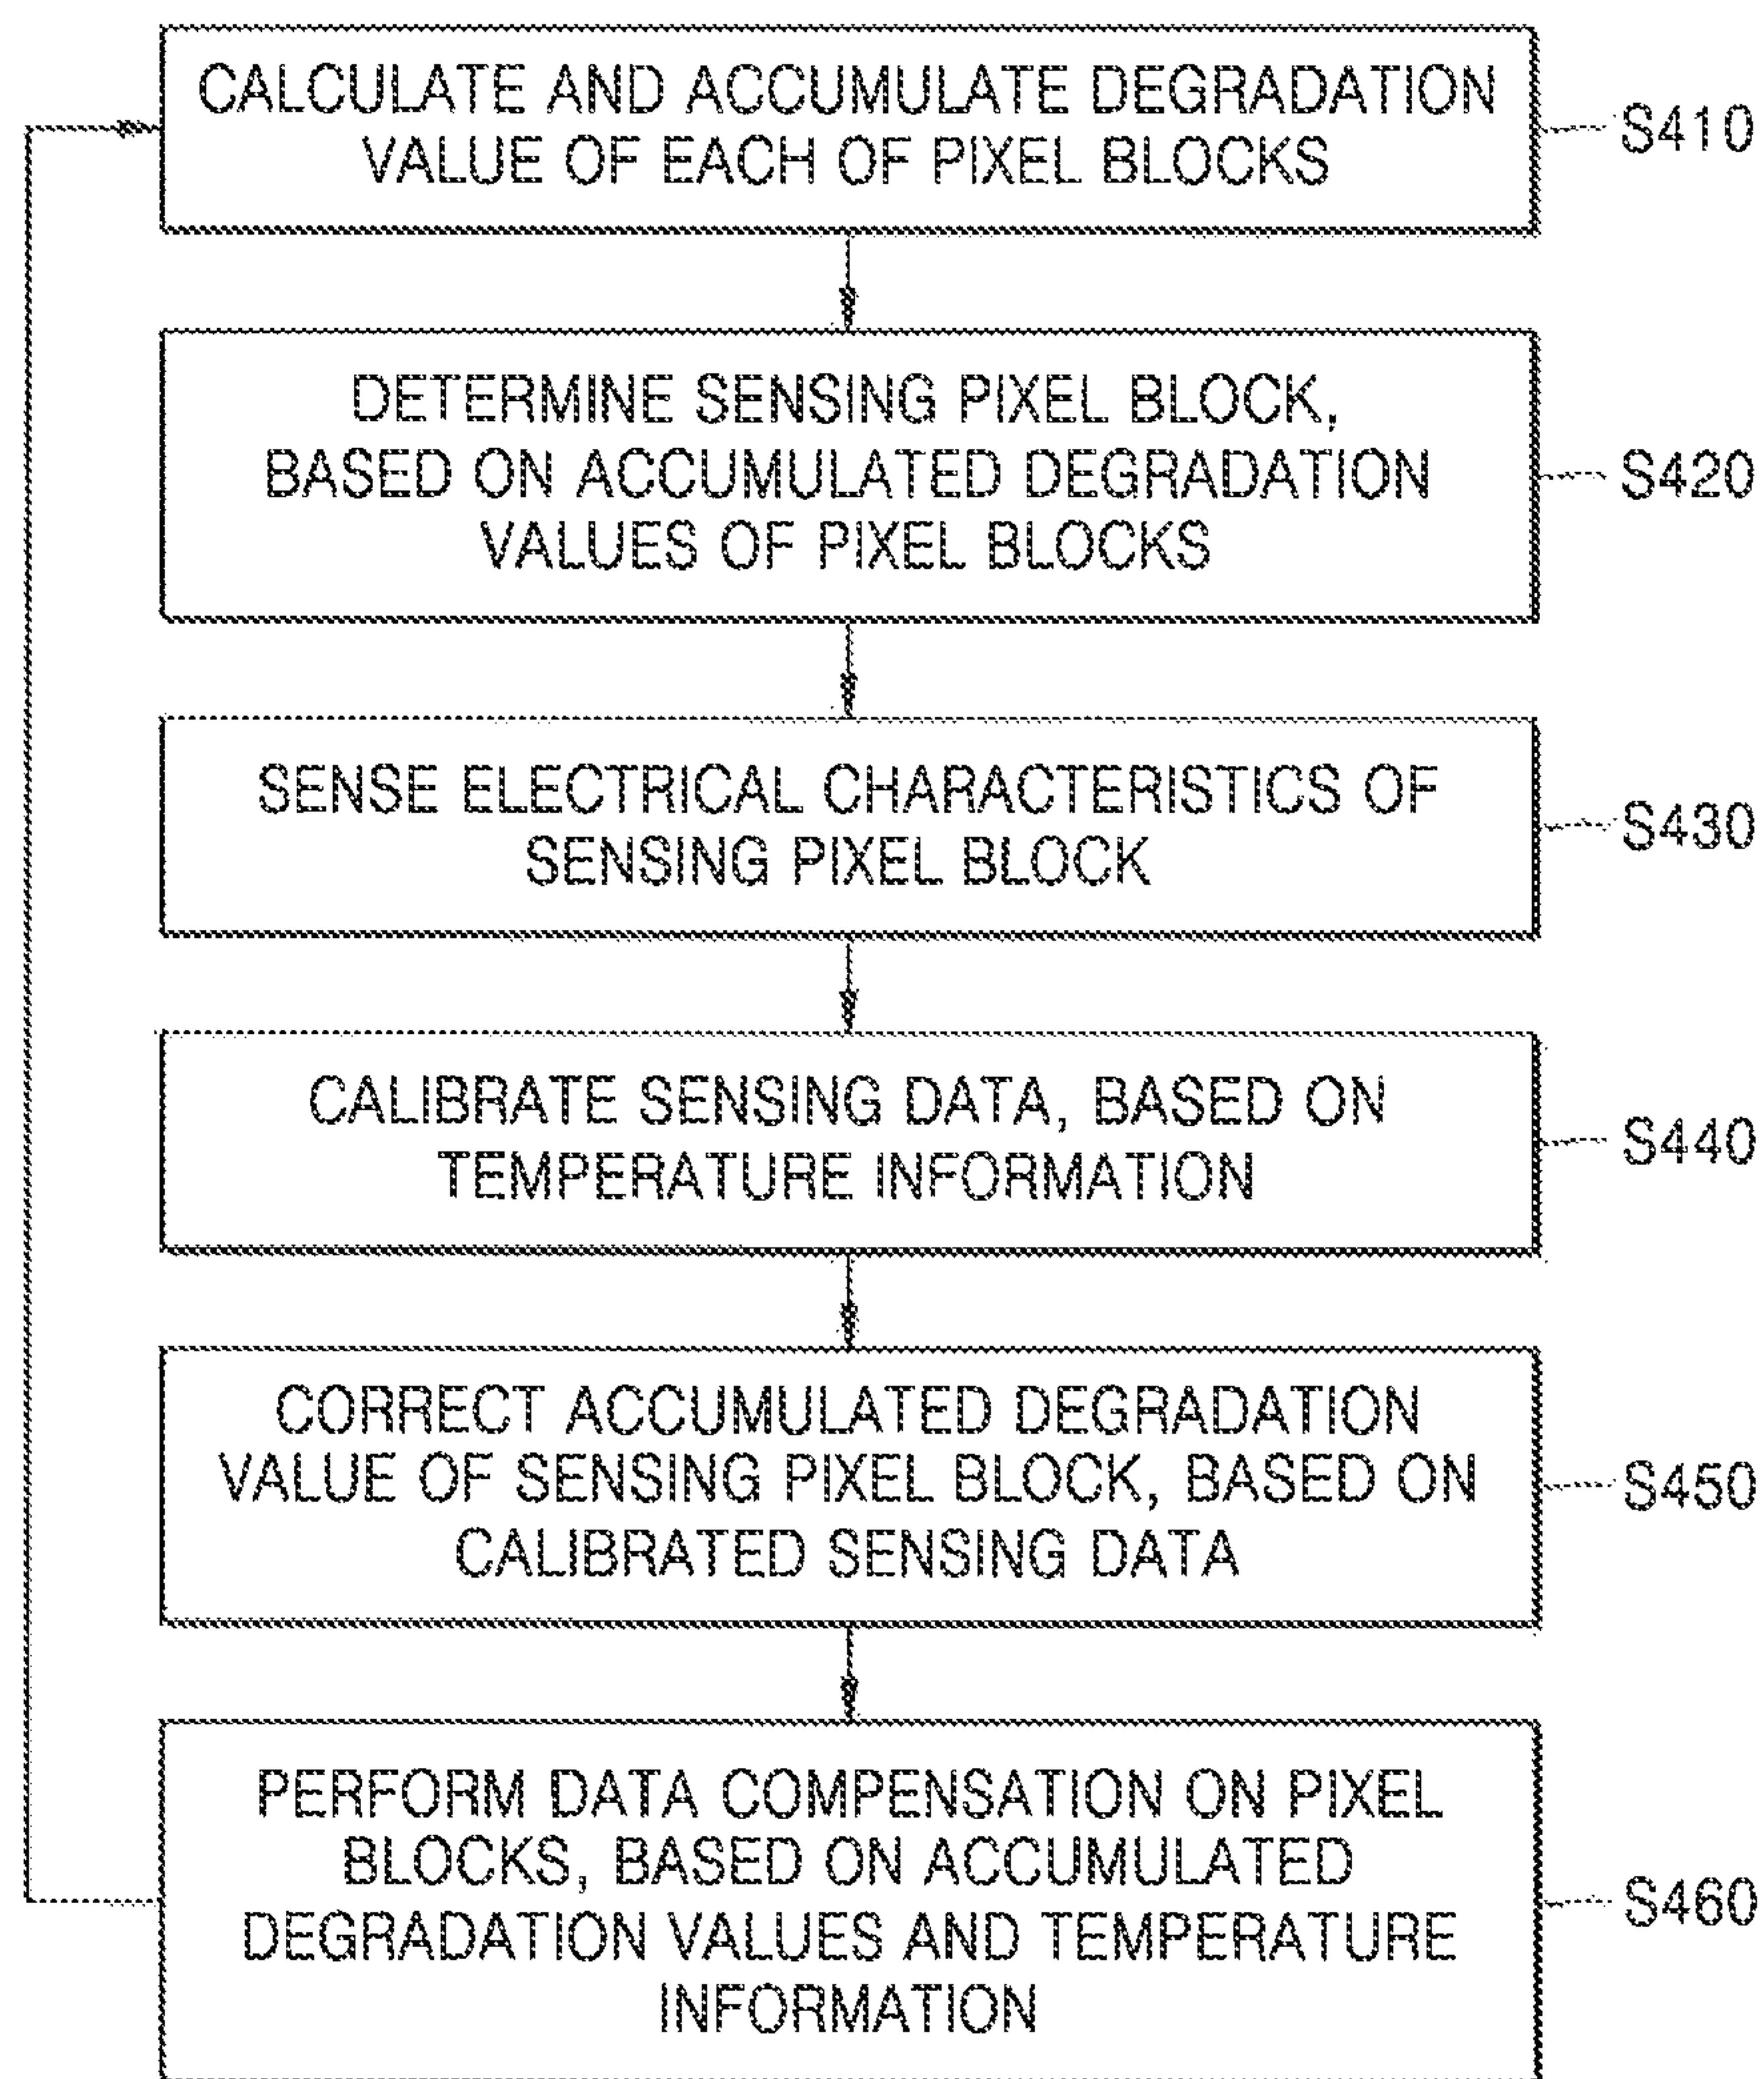 CALCULATE AND ACCUMULATE DEGRADATION
VALUE OF EACH OF PIXEL BLOCKS
S410
DETERMINE SENSING PIXEL BLOCK,
BASED ON ACCUMULATED DEGRADATION
VALUES OF PIXEL BLOCKS
S420
SENSE ELECTRICAL CHARACTERISTICS OF
SENSING PIXEL BLOCK
S430
CALIBRATE SENSING DATA, BASED ON
TEMPERATURE INFORMATION
S440
CORRECT ACCUMULATED DEGRADATION
VALUE OF SENSING PIXEL BLOCK, BASED ON
CALIBRATED SENSING DATA
S450
PERFORM DATA COMPENSATION ON PIXEL
BLOCKS, BASED ON ACCUMULATED
DEGRADATION VALUES AND TEMPERATURE
INFORMATION
S460